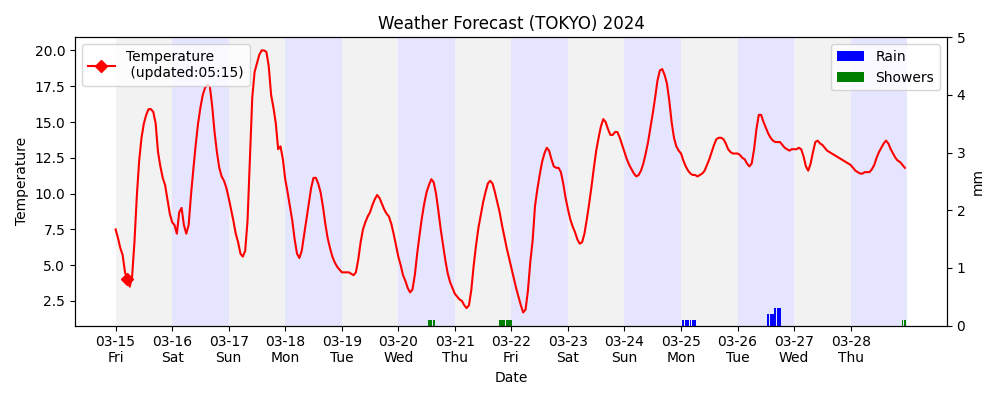 Weather Forecast (TOKYO) 2024
Temperature
(updated:05:15)
Rain
Showers
Temperature
20.0
17.5
15.0
12.5
10.0
7.5
5.0
2.5
5
4
3
2
1
0
mm
03-15 03-16 03-17 03-18 03-19 03-20 03-21 03-22 03-23 03-24 03-25 03-26 03-27 03-28
Fri Sat Sun Mon Tue Wed Thu Fri Sat Sun Mon Tue Wed Thu
Date